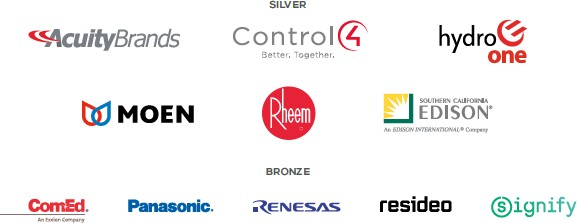 SILVER
AcuityBrands
Control4
Better. Together.
hydro
one
MOEN
Rheem
SOUTHERN CALIFORNIA
EDISON®
An EDISON INTERNATIONAL® Company
BRONZE
ComEd.
An Exelon Company
Panasonic.
RENESAS
resideo
Signify